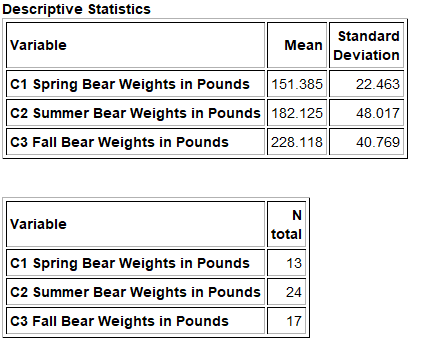 Descriptive Statistics
Variable Mean Standard Deviation
C1 Spring Bear Weights in Pounds 151.385 22.463
C2 Summer Bear Weights in Pounds 182.125 48.017
C3 Fall Bear Weights in Pounds 228.118 40.769
Variable N total
C1 Spring Bear Weights in Pounds 13
C2 Summer Bear Weights in Pounds 24
C3 Fall Bear Weights in Pounds 17